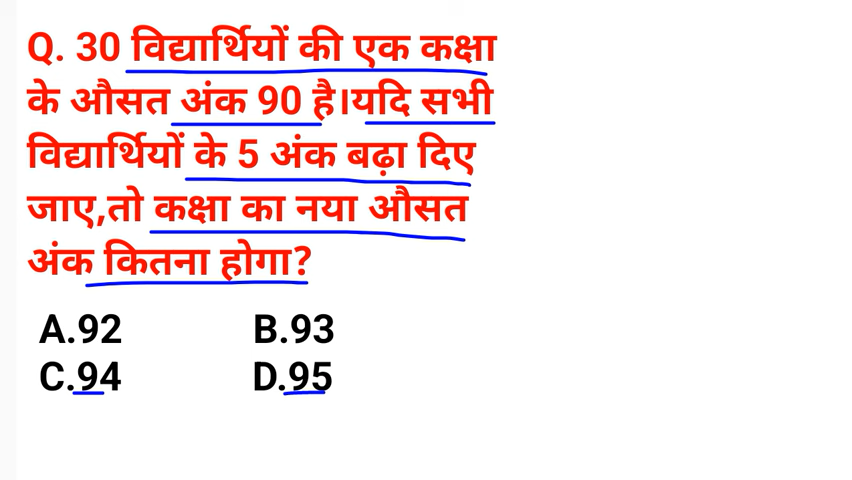 Q. 30 विद्यार्थियों की एक कक्षा
के औसत अंक 90 है।यदि सभी
विद्यार्थियों के 5 अंक बढ़ा दिए
जाए,तो कक्षा का नया औसत
अंक कितना होगा?
A.92 B.93
C.94 D.95